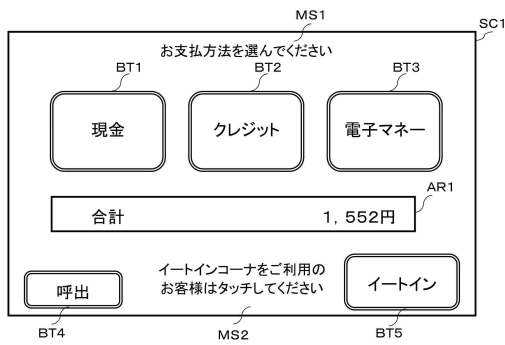 MS1
SC1
お支払方法を選んでください
BT1
BT2
BT3
現金
クレジット
電子マネー
AR1
合計 1,552円
イートインコーナをご利用の
お客様はタッチしてください
呼出
イートイン
BT4
MS2
BT5